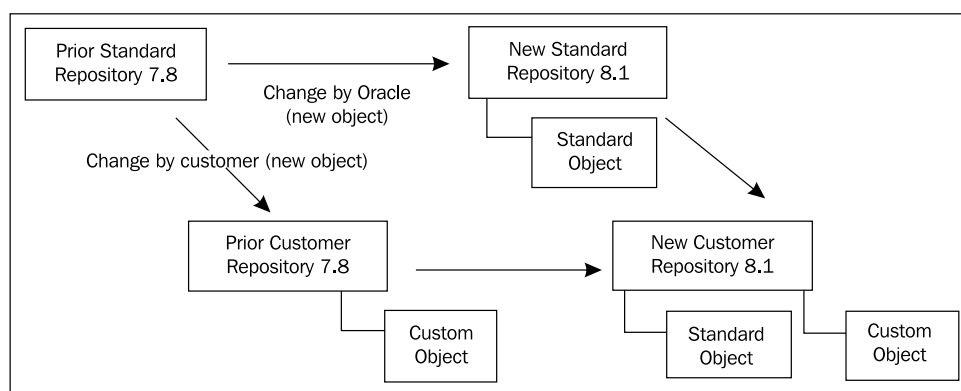 Prior Standard
Repository 7.8
New Standard
Repository 8.1
Change by Oracle
(new object)
Standard
Object
Change by customer (new object)
Prior Customer
Repository 7.8
New Customer
Repository 8.1
Custom
Object
Standard
Object
Custom
Object